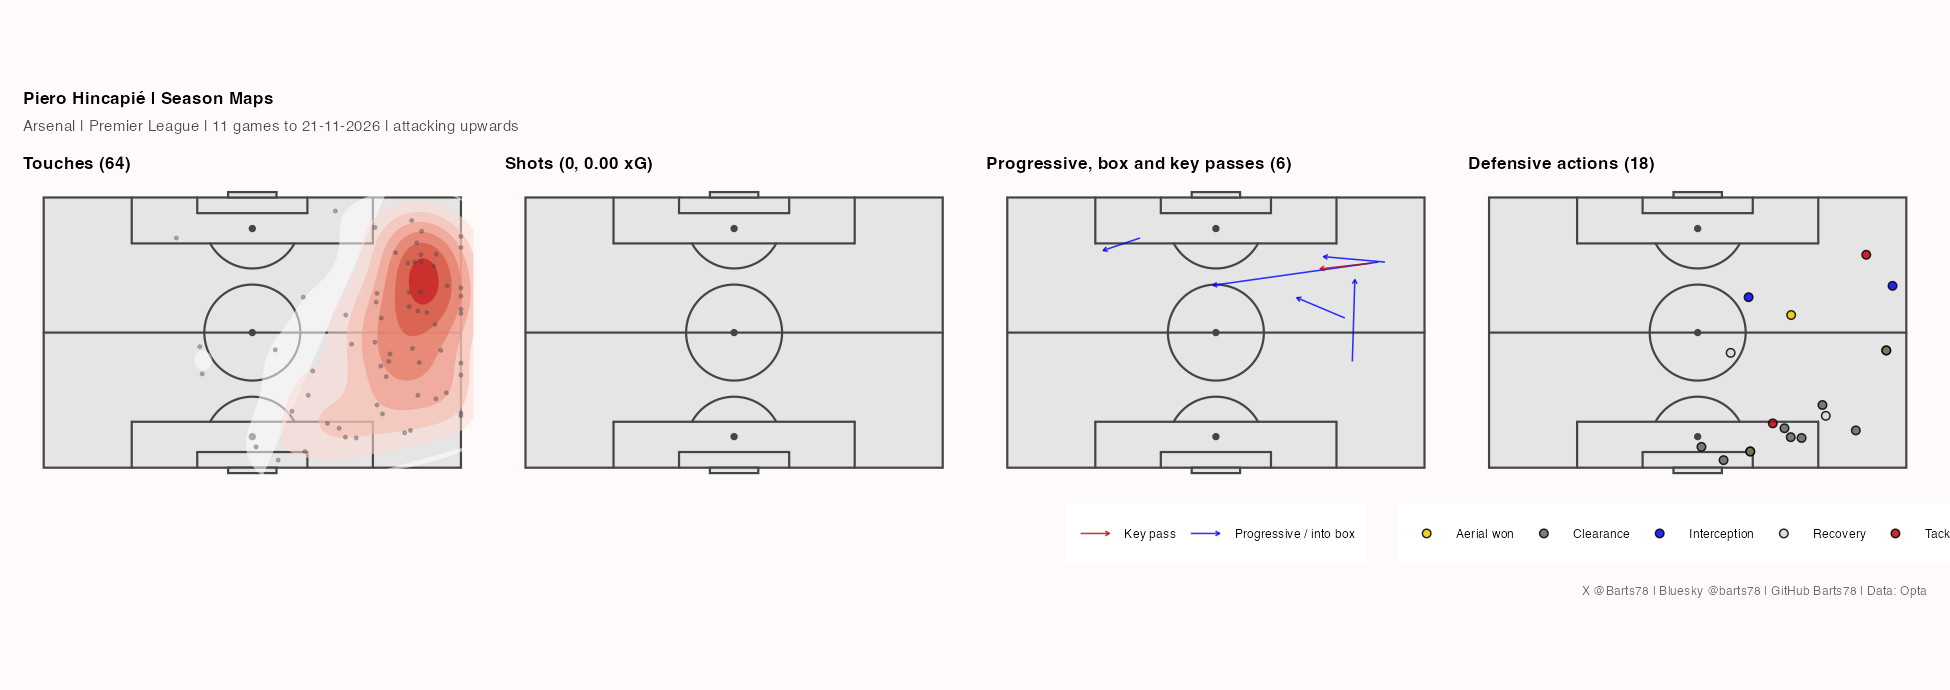 Piero Hincapié | Season Maps
Arsenal | Premier League | 11 games to 21-11-2026 | attacking upwards
Touches (64)
Shots (0, 0.00 xG)
Progressive, box and key passes (6)
Defensive actions (18)
Key pass
Progressive / into box
Aerial won
Clearance
Interception
Recovery
Tack
X @Barts78 | Bluesky @barts78 | GitHub Barts78 | Data: Opta